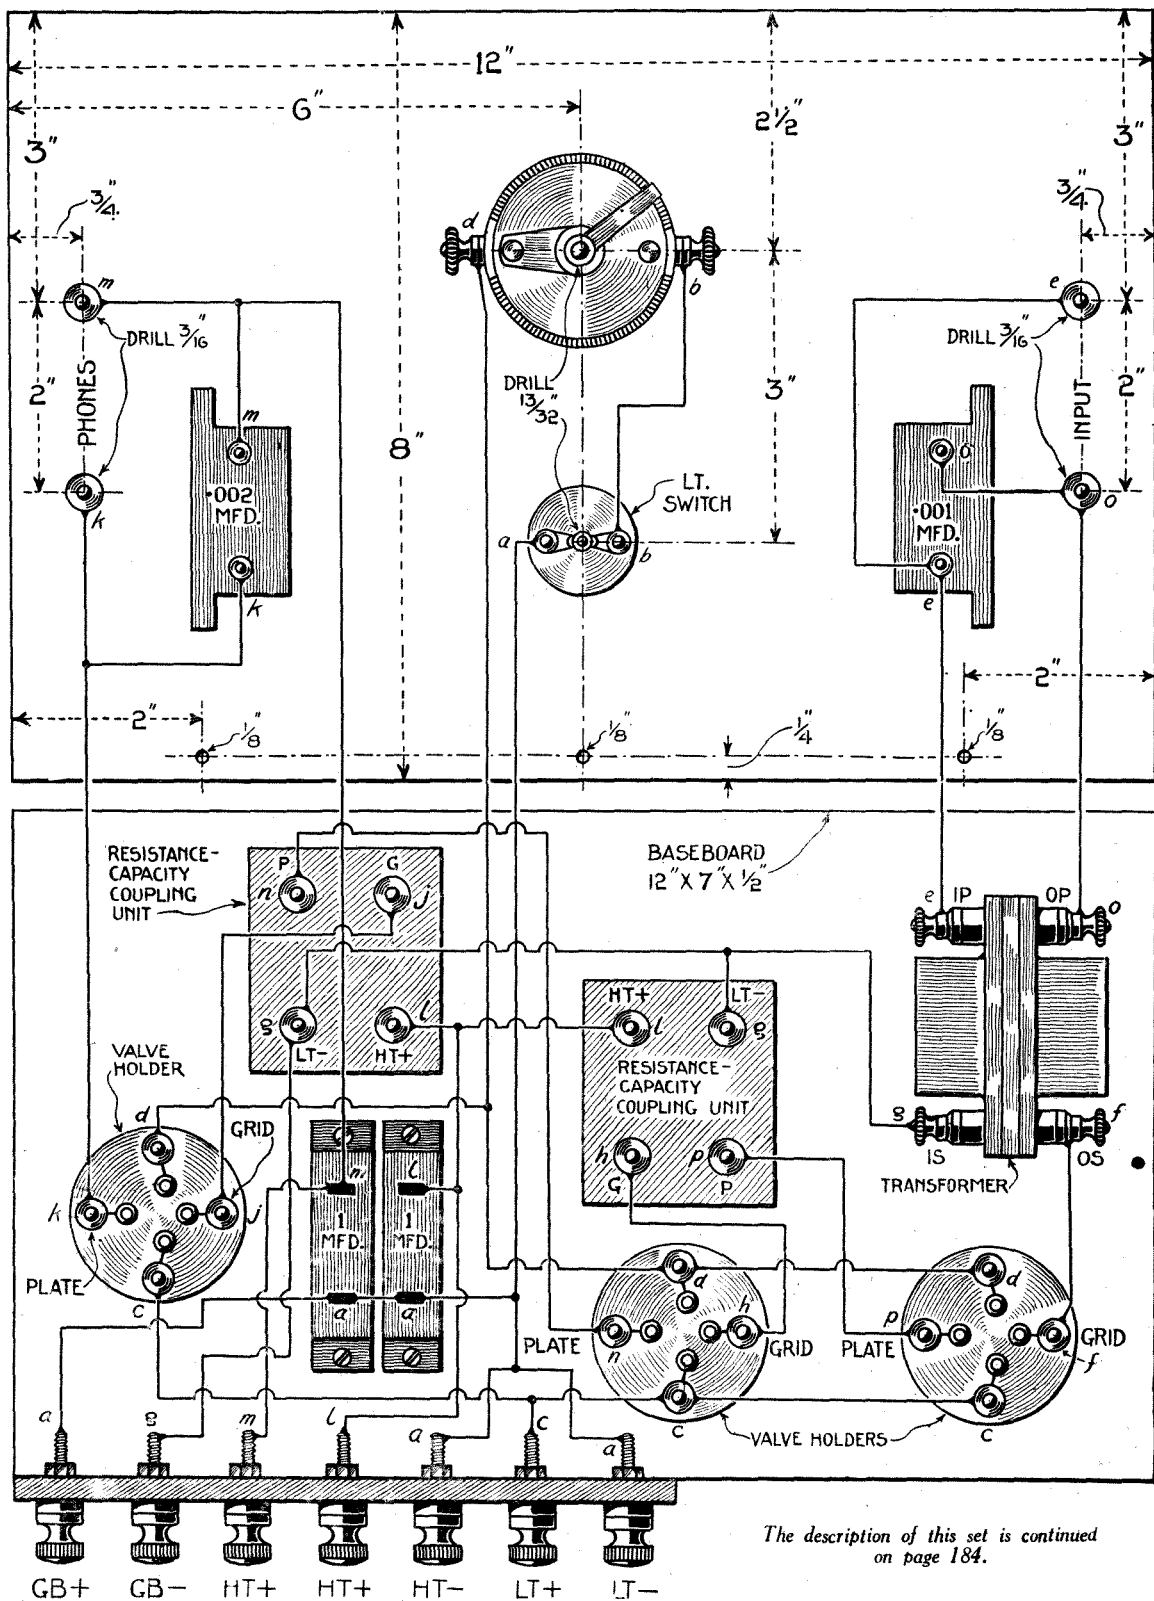 12"
6"
2½"
3"
3"
¾"
¾"
d
b
m
e
DRILL 3/16"
DRILL 3/16"
PHONES
INPUT
2"
2"
DRILL
13/32"
3"
8"
m
k
·002
MFD.
k
LT.
SWITCH
a
b
o
o
·001
MFD.
e
2"
2"
⅛"
⅛"
¼"
⅛"
RESISTANCE-
CAPACITY
COUPLING
UNIT
P
G
n
j
BASEBOARD
12" X 7" X ½"
e
IP
OP
o
g
l
LT-
HT+
HT+
LT-
l
g
RESISTANCE-
CAPACITY
COUPLING UNIT
h
p
G
P
VALVE
HOLDER
d
GRID
k
j
PLATE
c
m
l
1
MFD.
1
MFD.
a
a
g
f
IS
OS
TRANSFORMER
d
h
PLATE
n
GRID
c
d
p
PLATE
GRID
f
c
VALVE HOLDERS
a
g
m
l
a
c
a
GB+
GB-
HT+
HT+
HT-
LT+
LT-
The description of this set is continued
on page 184.